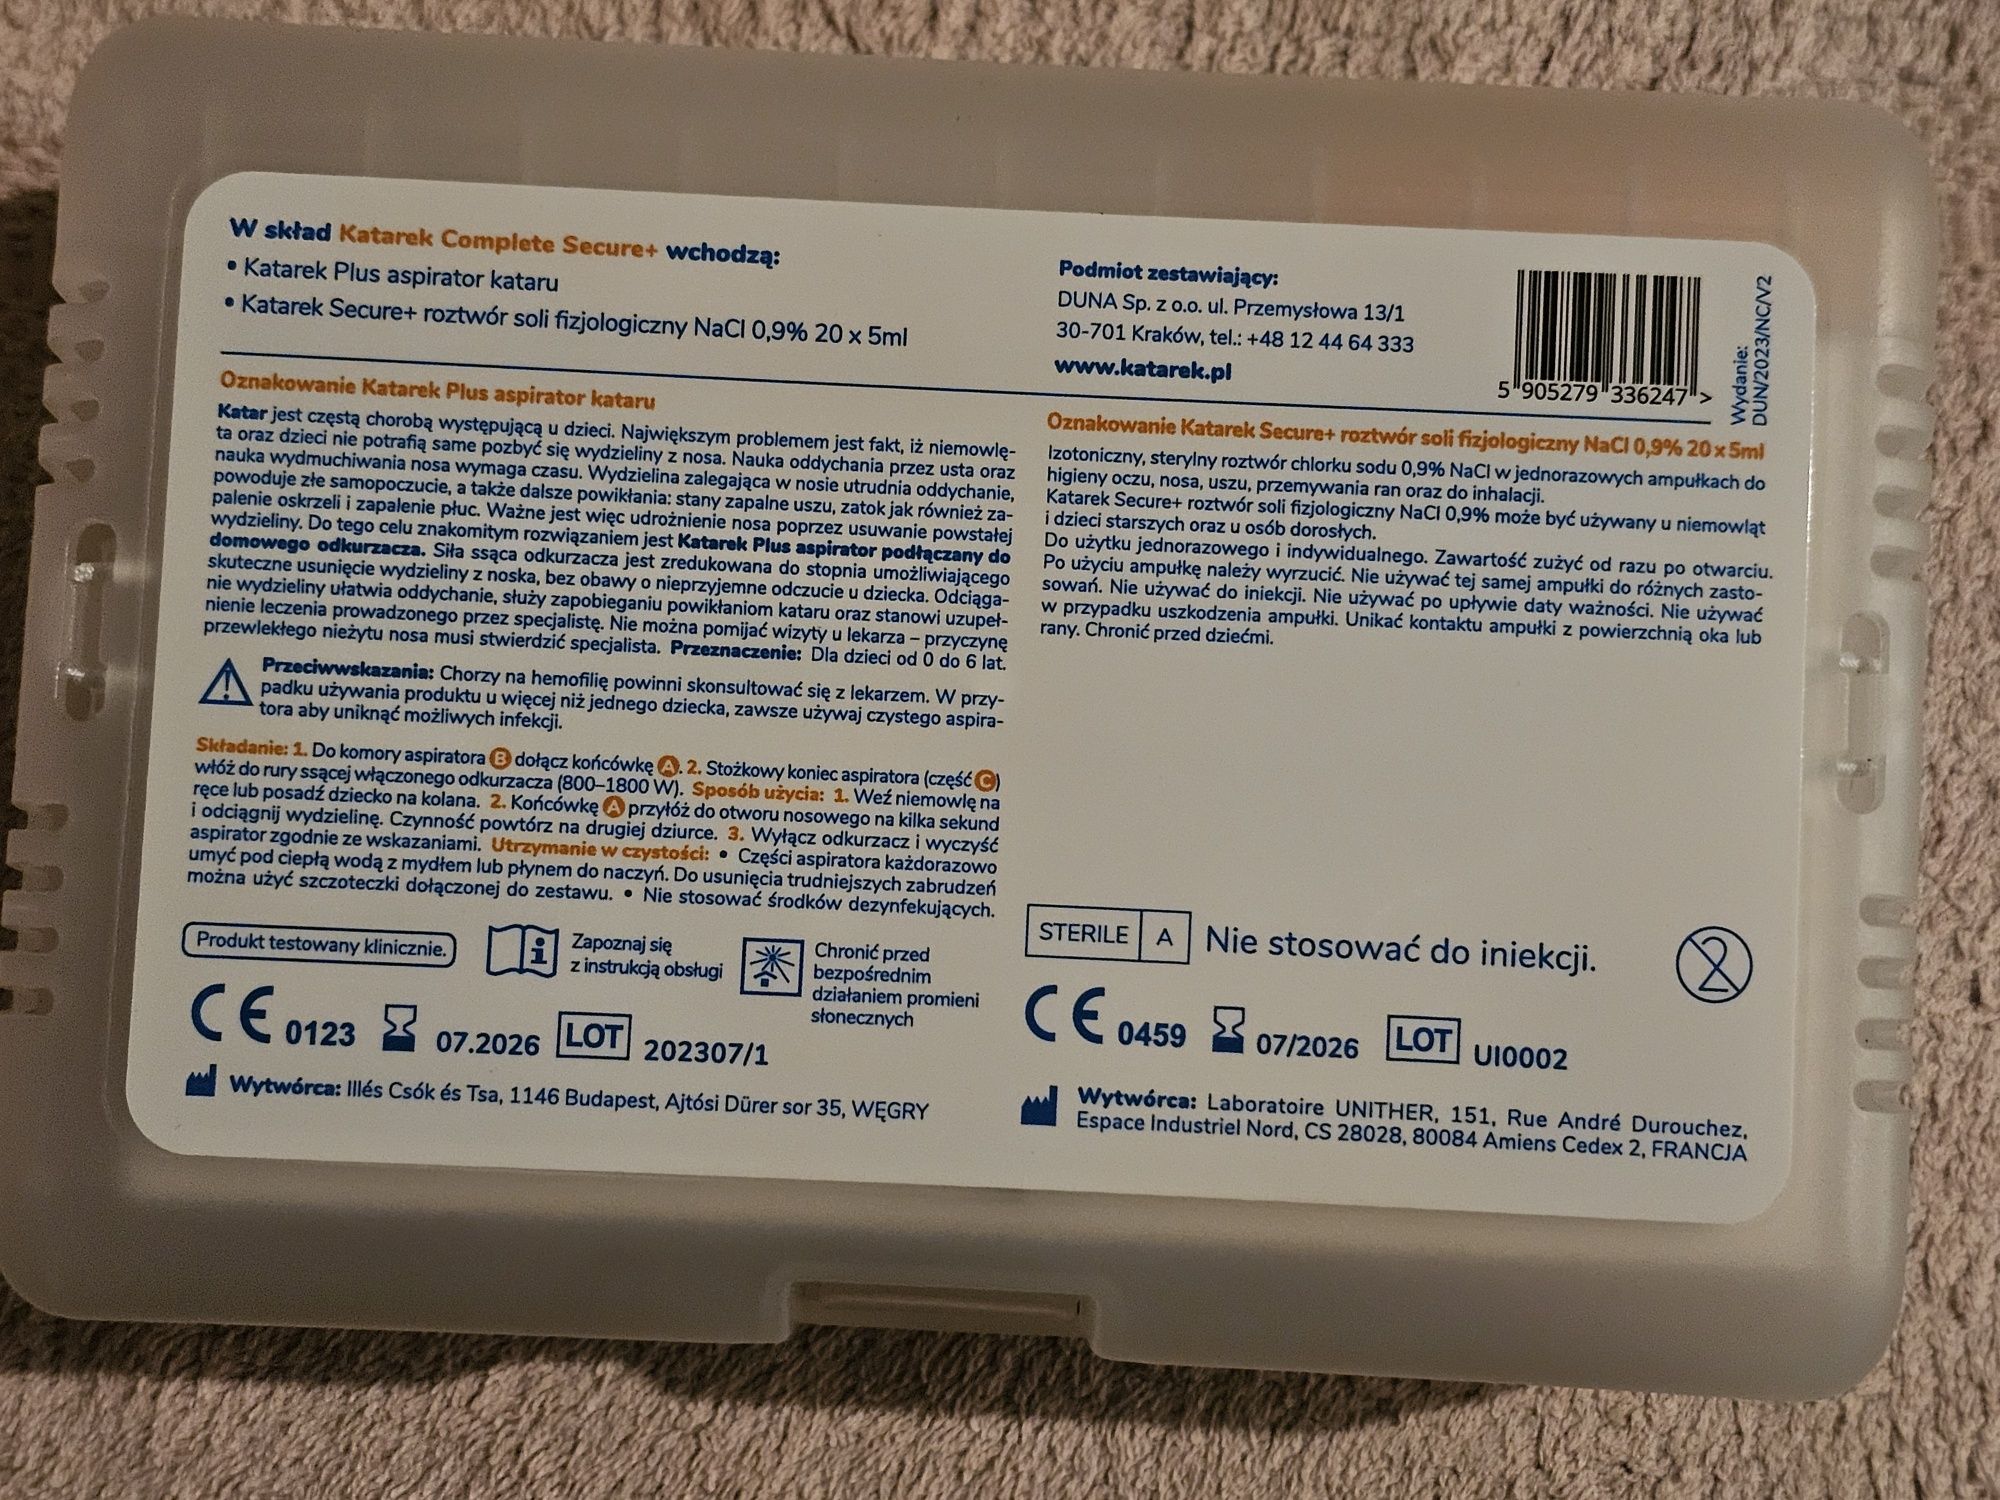 W skład Katarek Complete Secure+ wchodzą:
• Katarek Plus aspirator kataru
• Katarek Secure+ roztwór soli fizjologiczny NaCl 0,9% 20 x 5ml
Podmiot zestawiający:
DUNA Sp. z o.o. ul. Przemysłowa 13/1
30-701 Kraków, tel.: +48 12 44 64 333
www.katarek.pl
5 905279 336247 >
Wydanie:
DUN/2023/NC/V2
Oznakowanie Katarek Plus aspirator kataru
Katar jest częstą chorobą występującą u dzieci. Największym problemem jest fakt, iż niemowlę-
ta oraz dzieci nie potrafią same pozbyć się wydzieliny z nosa. Nauka oddychania przez usta oraz
nauka wydmuchiwania nosa wymaga czasu. Wydzielina zalegająca w nosie utrudnia oddychanie,
powoduje złe samopoczucie, a także dalsze powikłania: stany zapalne uszu, zatok jak również za-
palenie oskrzeli i zapalenie płuc. Ważne jest więc udrożnienie nosa poprzez usuwanie powstałej
wydzieliny. Do tego celu znakomitym rozwiązaniem jest Katarek Plus aspirator podłączany do
domowego odkurzacza. Siła ssąca odkurzacza jest zredukowana do stopnia umożliwiającego
skuteczne usunięcie wydzieliny z noska, bez obawy o nieprzyjemne odczucie u dziecka. Odciąga-
nie wydzieliny ułatwia oddychanie, służy zapobieganiu powikłaniom kataru oraz stanowi uzupeł-
nienie leczenia prowadzonego przez specjalistę. Nie można pomijać wizyty u lekarza – przyczynę
przewlekłego nieżytu nosa musi stwierdzić specjalista. Przeznaczenie: Dla dzieci od 0 do 6 lat.
Przeciwwskazania: Chorzy na hemofilię powinni skonsultować się z lekarzem. W przy-
padku używania produktu u więcej niż jednego dziecka, zawsze używaj czystego aspira-
tora aby uniknąć możliwych infekcji.
Składanie: 1. Do komory aspiratora B dołącz końcówkę A. 2. Stożkowy koniec aspiratora (część C)
włóż do rury ssącej włączonego odkurzacza (800–1800 W). Sposób użycia: 1. Weź niemowlę na
ręce lub posadź dziecko na kolana. 2. Końcówkę A przyłóż do otworu nosowego na kilka sekund
i odciągnij wydzielinę. Czynność powtórz na drugiej dziurce. 3. Wyłącz odkurzacz i wyczyść
aspirator zgodnie ze wskazaniami. Utrzymanie w czystości: • Części aspiratora każdorazowo
umyć pod ciepłą wodą z mydłem lub płynem do naczyń. Do usunięcia trudniejszych zabrudzeń
można użyć szczoteczki dołączonej do zestawu. • Nie stosować środków dezynfekujących.
Produkt testowany klinicznie.
Zapoznaj się
z instrukcją obsługi
Chronić przed
bezpośrednim
działaniem promieni
słonecznych
CE 0123 07.2026 LOT 202307/1
Wytwórca: Illés Csók és Tsa, 1146 Budapest, Ajtósi Dürer sor 35, WĘGRY
Oznakowanie Katarek Secure+ roztwór soli fizjologiczny NaCl 0,9% 20 x 5ml
Izotoniczny, sterylny roztwór chlorku sodu 0,9% NaCl w jednorazowych ampułkach do
higieny oczu, nosa, uszu, przemywania ran oraz do inhalacji.
Katarek Secure+ roztwór soli fizjologiczny NaCl 0,9% może być używany u niemowląt
i dzieci starszych oraz u osób dorosłych.
Do użytku jednorazowego i indywidualnego. Zawartość zużyć od razu po otwarciu.
Po użyciu ampułkę należy wyrzucić. Nie używać tej samej ampułki do różnych zasto-
sowań. Nie używać do iniekcji. Nie używać po upływie daty ważności. Nie używać
w przypadku uszkodzenia ampułki. Unikać kontaktu ampułki z powierzchnią oka lub
rany. Chronić przed dziećmi.
STERILE A Nie stosować do iniekcji. 2
CE 0459 07/2026 LOT UI0002
Wytwórca: Laboratoire UNITHER, 151, Rue André Durouchez,
Espace Industriel Nord, CS 28028, 80084 Amiens Cedex 2, FRANCJA